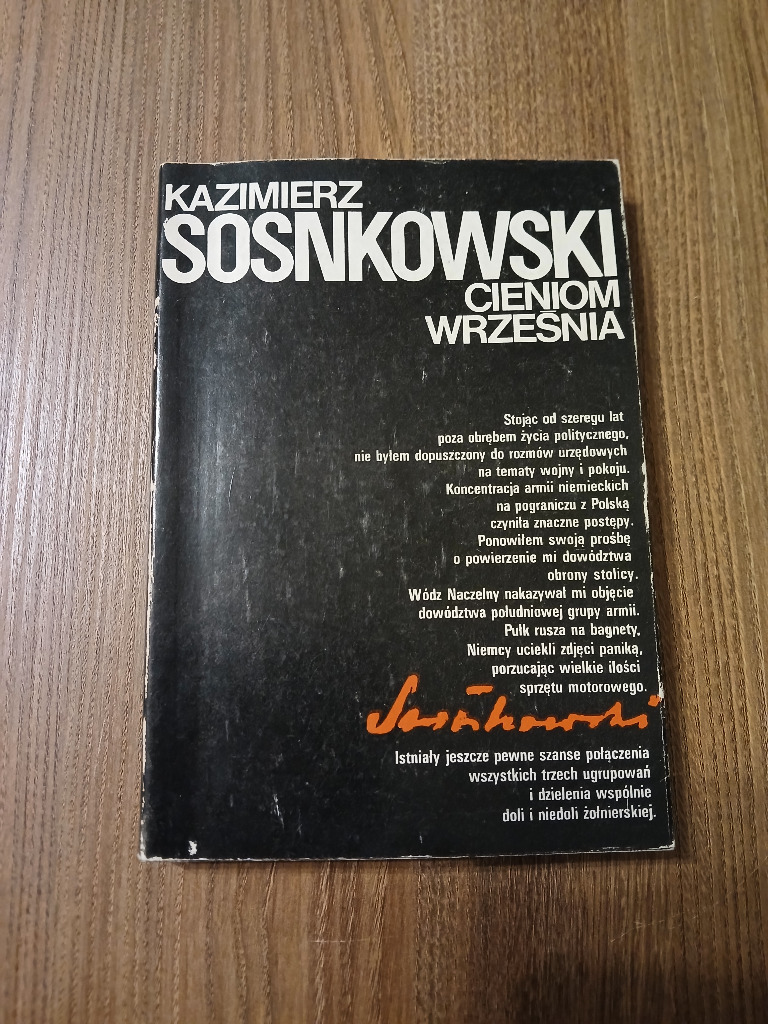 KAZIMIERZ
SOSNKOWSKI
CIENIOM
WRZEŚNIA
Stojąc od szeregu lat
poza obrębem życia politycznego,
nie byłem dopuszczony do rozmów urzędowych
na tematy wojny i pokoju.
Koncentracja armii niemieckich
na pograniczu z Polską
czyniła znaczne postępy.
Ponowiłem swoją prośbę
o powierzenie mi dowództwa
obrony stolicy.
Wódz Naczelny nakazywał mi objęcie
dowództwa południowej grupy armii.
Pułk rusza na bagnety.
Niemcy uciekli zdjęci paniką,
porzucając wielkie ilości
sprzętu motorowego.
Sosnkowski
Istniały jeszcze pewne szanse połączenia
wszystkich trzech ugrupowań
i dzielenia wspólnie
doli i niedoli żołnierskiej.